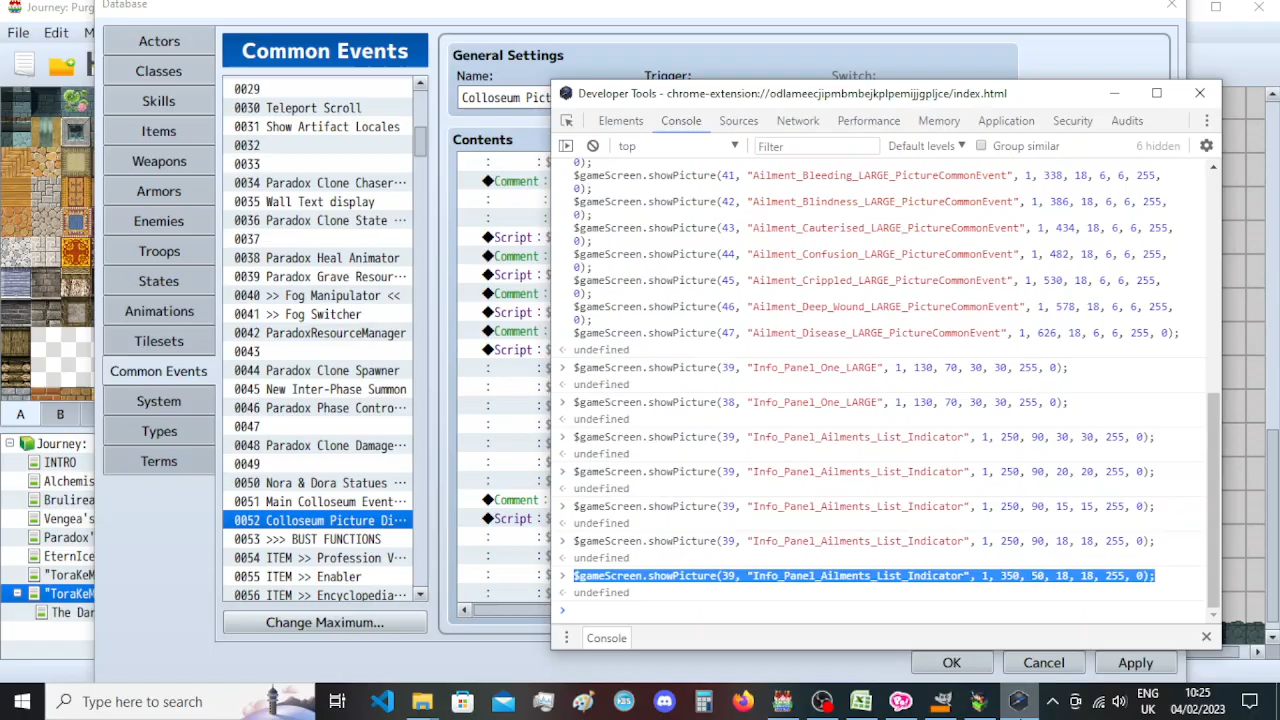 Journey: Purg
Database
File Edit M
Actors
Classes
Skills
Items
Weapons
Armors
Enemies
Troops
States
Animations
Tilesets
Common Events
System
Types
Terms
A B
Journey:
INTRO
Alchemis
Brulirea
Vengea's
Paradox'
EternIce
"ToraKeM
"ToraKeM
The Dar
Common Events
0029
0030 Teleport Scroll
0031 Show Artifact Locales
0032
0033
0034 Paradox Clone Chaser···
0035 Wall Text display
0036 Paradox Clone State ···
0037
0038 Paradox Heal Animator
0039 Paradox Grave Resour···
0040 >> Fog Manipulator <<
0041 >> Fog Switcher
0042 ParadoxResourceManager
0043
0044 Paradox Clone Spawner
0045 New Inter-Phase Summon
0046 Paradox Phase Contro···
0047
0048 Paradox Clone Damage···
0049
0050 Nora & Dora Statues ···
0051 Main Colloseum Event···
0052 Colloseum Picture Di···
0053 >>> BUST FUNCTIONS
0054 ITEM >> Profession V···
0055 ITEM >> Enabler
0056 ITEM >> Encyclopedia···
Change Maximum...
General Settings
Name: Trigger: Switch:
Colloseum Pict
Contents
: :$
◆Comment:
: :
: :
◆Script:$
◆Comment:
◆Script:$
◆Comment:
◆Script:$
◆Comment:
◆Script:$
: :$
: :$
: :$
: :$
: :$
: :$
: :$
◆Comment:
◆Script:$
: :$
: :$
: :$
: :$
Developer Tools - chrome-extension://odlameecjipmbmbejkplpemijjgpljce/index.html
Elements Console Sources Network Performance Memory Application Security Audits
top Filter Default levels Group similar 6 hidden
0);
$gameScreen.showPicture(41, "Ailment_Bleeding_LARGE_PictureCommonEvent", 1, 338, 18, 6, 6, 255,
0);
$gameScreen.showPicture(42, "Ailment_Blindness_LARGE_PictureCommonEvent", 1, 386, 18, 6, 6, 255,
0);
$gameScreen.showPicture(43, "Ailment_Cauterised_LARGE_PictureCommonEvent", 1, 434, 18, 6, 6, 255,
0);
$gameScreen.showPicture(44, "Ailment_Confusion_LARGE_PictureCommonEvent", 1, 482, 18, 6, 6, 255,
0);
$gameScreen.showPicture(45, "Ailment_Crippled_LARGE_PictureCommonEvent", 1, 530, 18, 6, 6, 255,
0);
$gameScreen.showPicture(46, "Ailment_Deep_Wound_LARGE_PictureCommonEvent", 1, 578, 18, 6, 6, 255,
0);
$gameScreen.showPicture(47, "Ailment_Disease_LARGE_PictureCommonEvent", 1, 626, 18, 6, 6, 255, 0);
undefined
$gameScreen.showPicture(39, "Info_Panel_One_LARGE", 1, 130, 70, 30, 30, 255, 0);
undefined
$gameScreen.showPicture(38, "Info_Panel_One_LARGE", 1, 130, 70, 30, 30, 255, 0);
undefined
$gameScreen.showPicture(39, "Info_Panel_Ailments_List_Indicator", 1, 250, 90, 30, 30, 255, 0);
undefined
$gameScreen.showPicture(39, "Info_Panel_Ailments_List_Indicator", 1, 250, 90, 20, 20, 255, 0);
undefined
$gameScreen.showPicture(39, "Info_Panel_Ailments_List_Indicator", 1, 250, 90, 15, 15, 255, 0);
undefined
$gameScreen.showPicture(39, "Info_Panel_Ailments_List_Indicator", 1, 250, 90, 18, 18, 255, 0);
undefined
$gameScreen.showPicture(39, "Info_Panel_Ailments_List_Indicator", 1, 350, 50, 18, 18, 255, 0);
undefined
Console
OK Cancel Apply
Type here to search
ENG
UK
10:25
04/02/2023